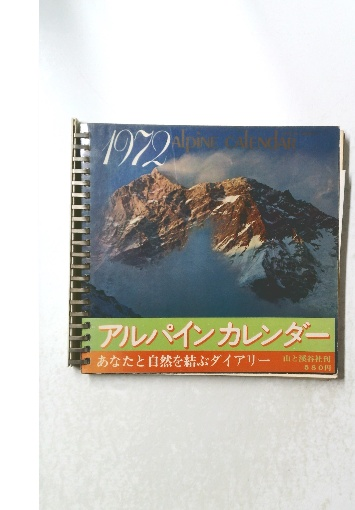 1972 ALPINE CALENDAR
アルパインカレンダー
あなたと自然を結ぶダイアリー
山と溪谷社刊
580円